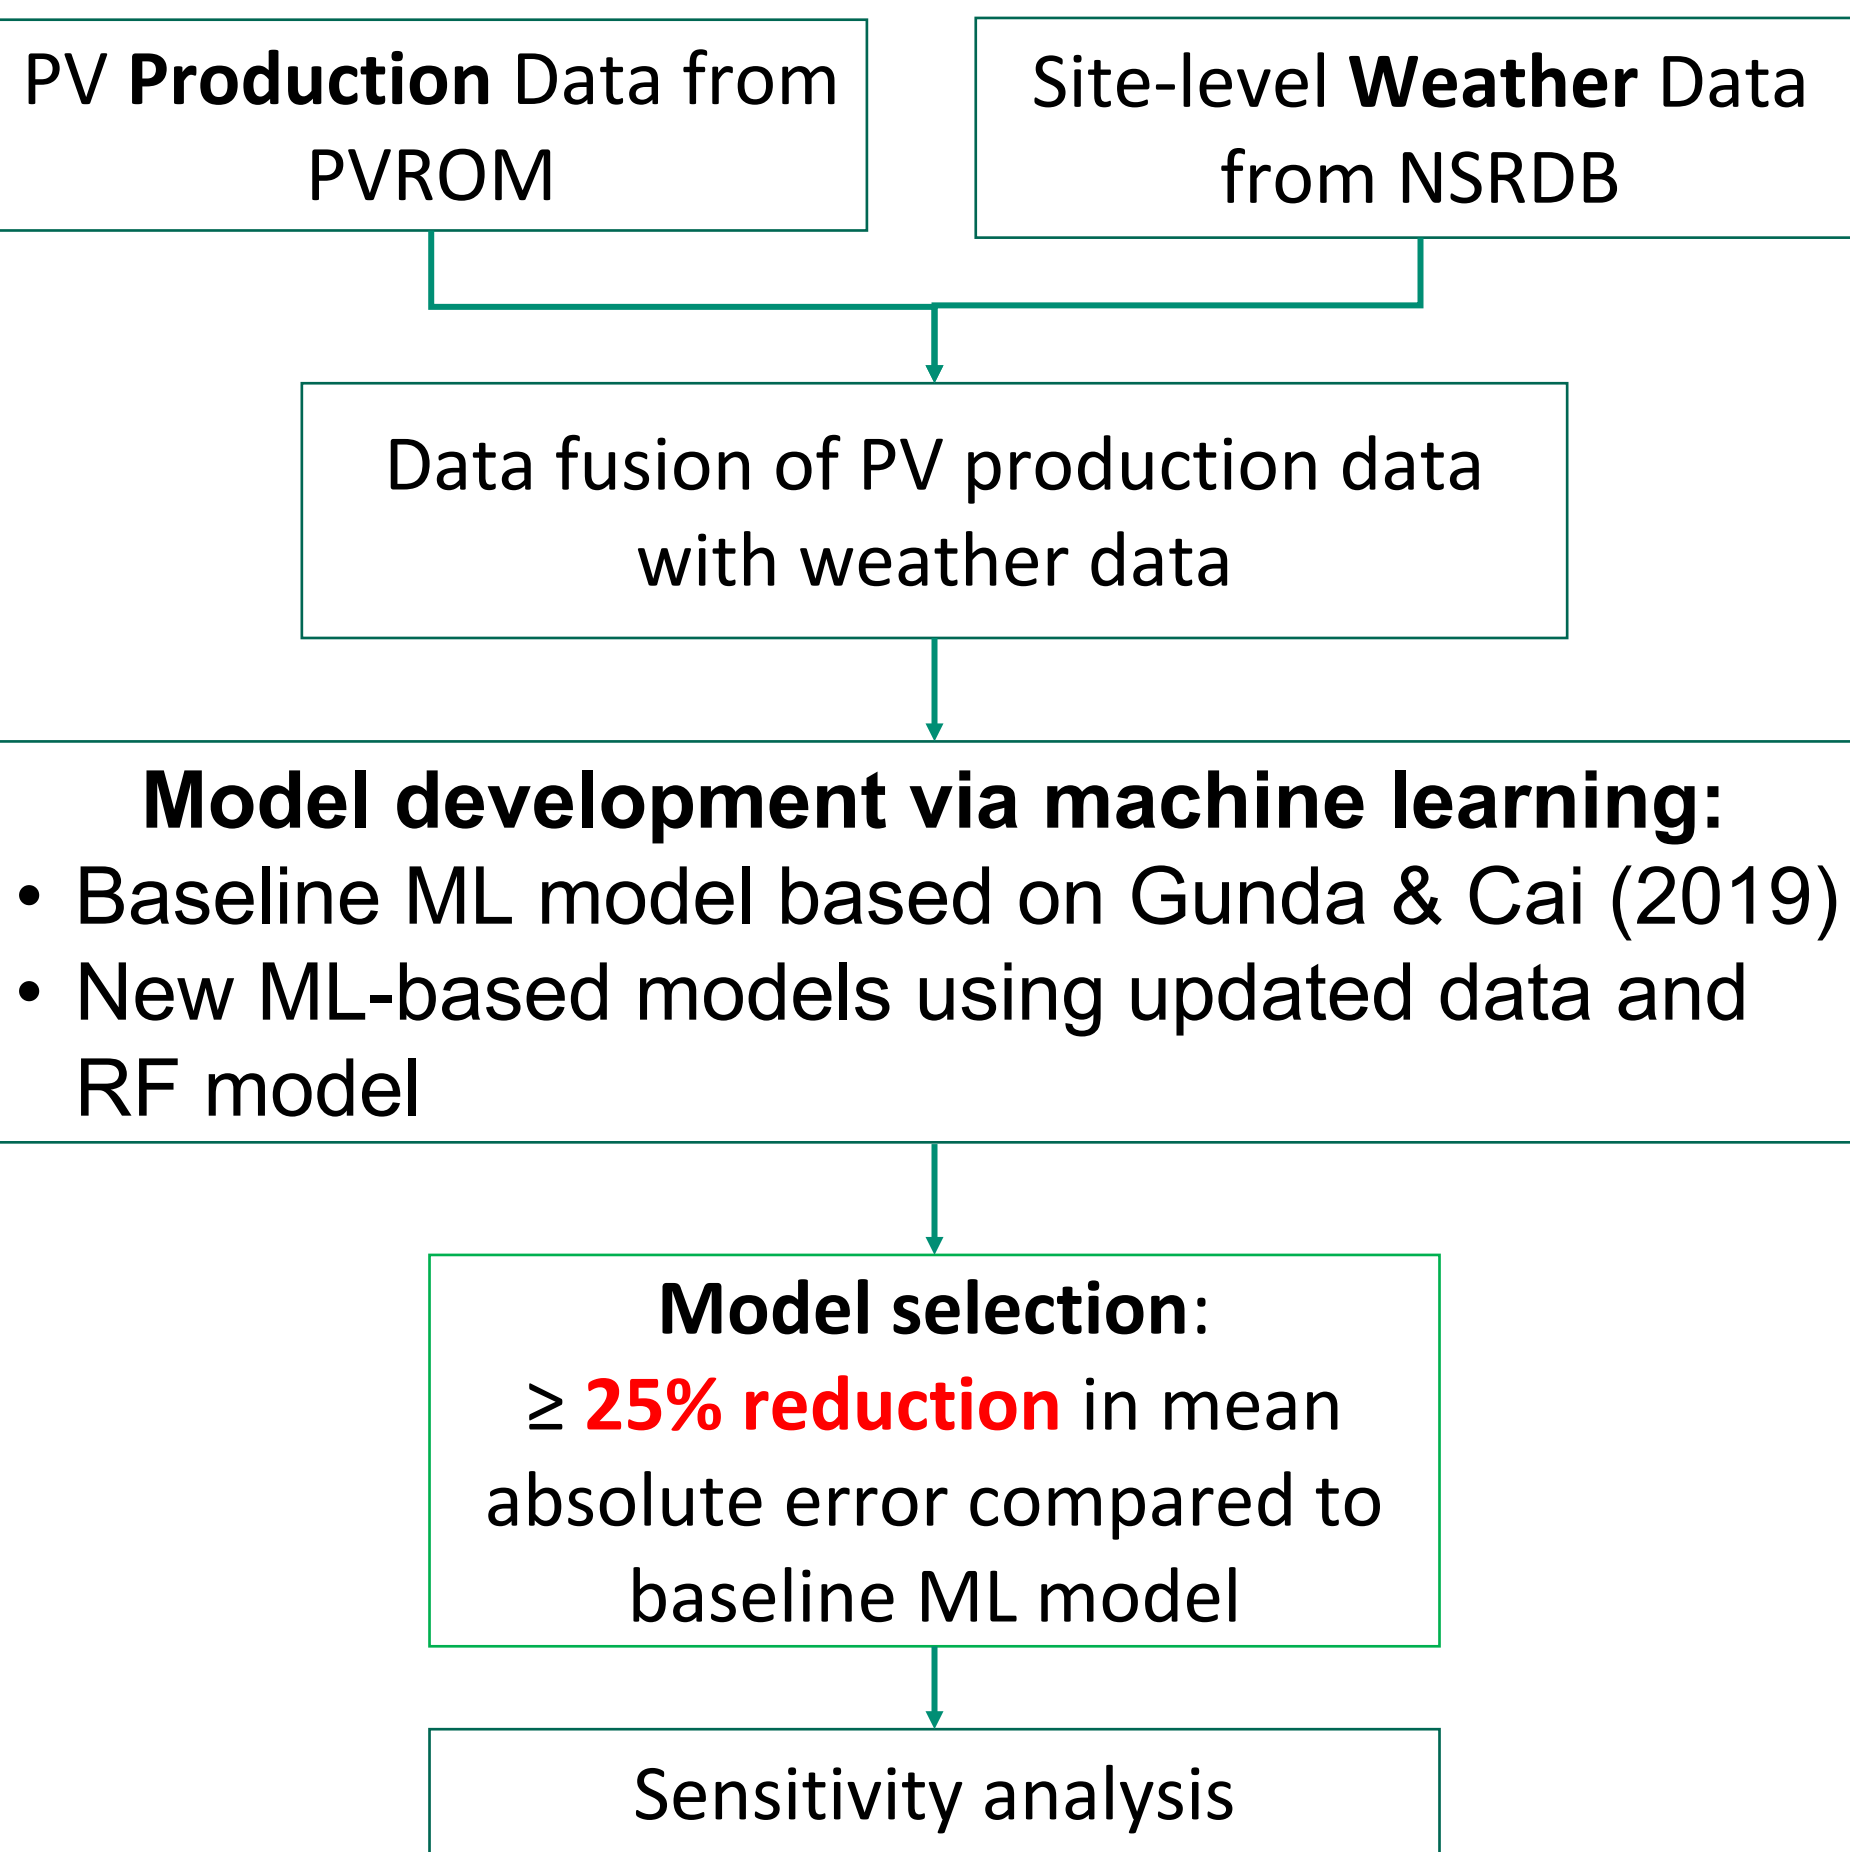 PV Production Data from
PVROM
Site-level Weather Data
from NSRDB
Data fusion of PV production data
with weather data
Model development via machine learning:
• Baseline ML model based on Gunda & Cai (2019)
• New ML-based models using updated data and
RF model
Model selection:
≥ 25% reduction in mean
absolute error compared to
baseline ML model
Sensitivity analysis